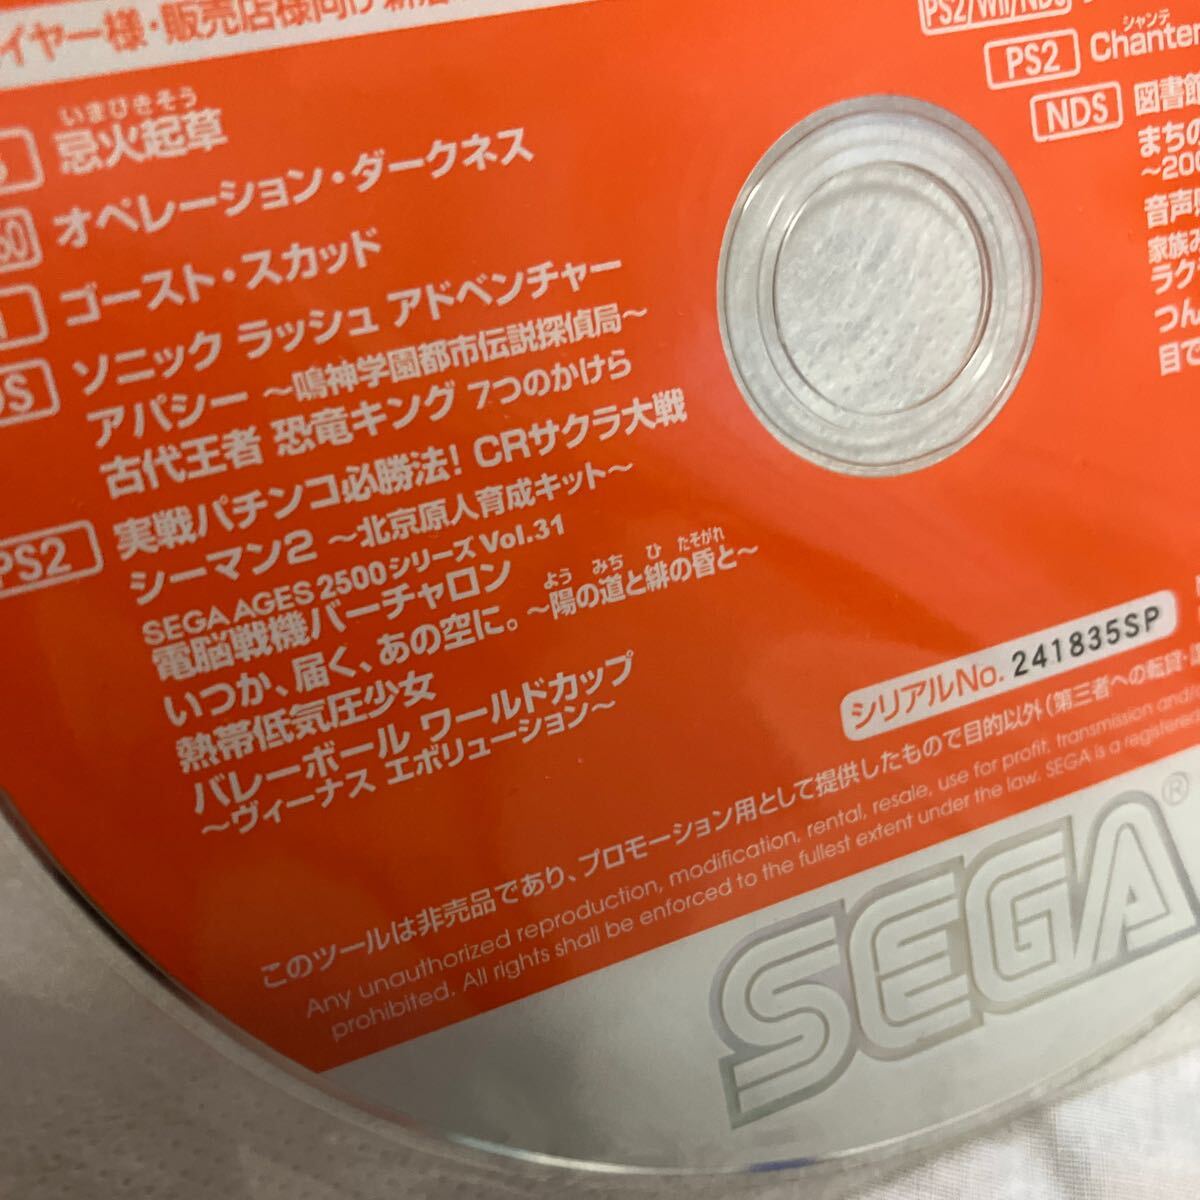 イヤー様・販売店様向け
いまびきそう
忌火起草
オペレーション・ダークネス
ゴースト・スカッド
ソニック ラッシュ アドベンチャー
アパシー ～鳴神学園都市伝説探偵局～
古代王者 恐竜キング 7つのかけら
PS2 実戦パチンコ必勝法! CRサクラ大戦
シーマン2 ～北京原人育成キット～
SEGA AGES 2500シリーズ Vol.31
電脳戦機バーチャロン
よう みち ひ たそがれ
いつか、届く、あの空に。 ～陽の道と緋の昏と～
熱帯低気圧少女
バレーボール ワールドカップ
～ヴィーナス エボリューション～
PS2/Wii/NDS
シャンテ
PS2 Chanter
NDS 図書館
まちの
～200
音声
家族み
ラク
つん
目で
シリアルNo. 241835SP
このツールは非売品であり、プロモーション用として提供したもので目的以外(第三者への転貸・
Any unauthorized reproduction, modification, rental, resale, use for profit, transmission and
prohibited. All rights shall be enforced to the fullest extent under the law. SEGA is a registere
SEGA®